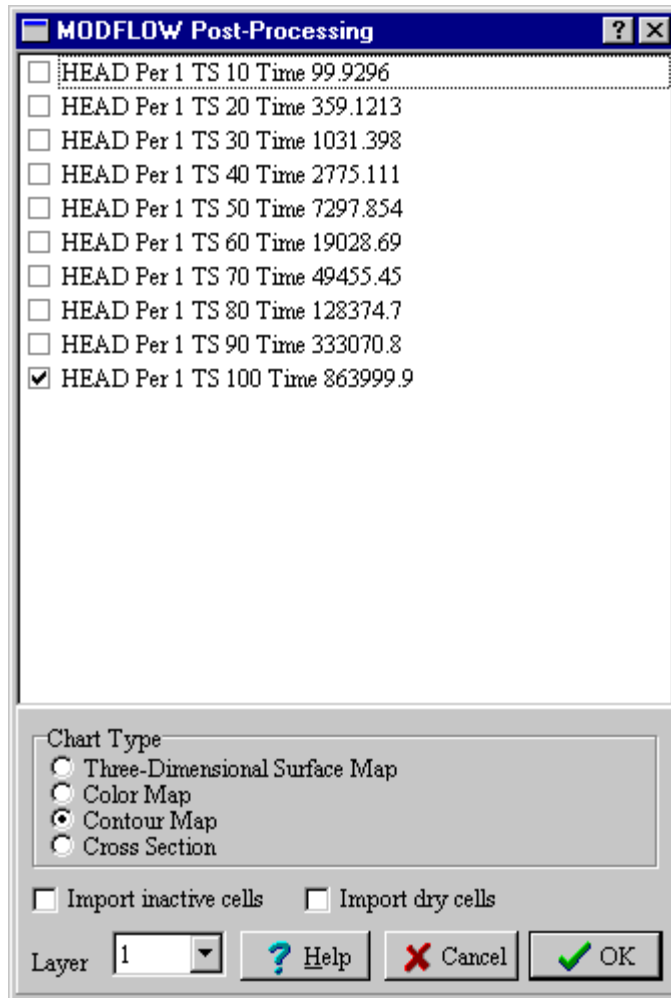 MODFLOW Post-Processing
HEAD Per 1 TS 10 Time 99.9296
HEAD Per 1 TS 20 Time 359.1213
HEAD Per 1 TS 30 Time 1031.398
HEAD Per 1 TS 40 Time 2775.111
HEAD Per 1 TS 50 Time 7297.854
HEAD Per 1 TS 60 Time 19028.69
HEAD Per 1 TS 70 Time 49455.45
HEAD Per 1 TS 80 Time 128374.7
HEAD Per 1 TS 90 Time 333070.8
HEAD Per 1 TS 100 Time 863999.9
Chart Type
Three-Dimensional Surface Map
Color Map
Contour Map
Cross Section
Import inactive cells Import dry cells
Layer 1 ? Help Cancel OK